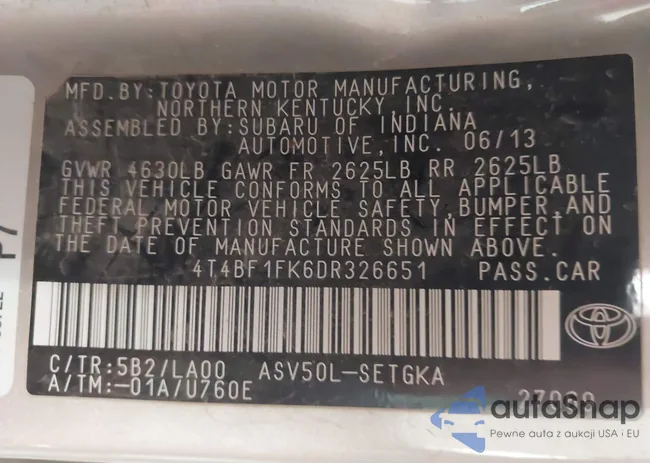 MFD.BY:TOYOTA MOTOR MANUFACTURING,
NORTHERN KENTUCKY,INC.
ASSEMBLED BY:SUBARU OF INDIANA
AUTOMOTIVE,INC. 06/13
GVWR 4630LB GAWR FR 2625LB RR 2625LB
THIS VEHICLE CONFORMS TO ALL APPLICABLE
FEDERAL MOTOR VEHICLE SAFETY,BUMPER,AND
THEFT PREVENTION STANDARDS IN EFFECT ON
THE DATE OF MANUFACTURE SHOWN ABOVE.
4T4BF1FK6DR326651 PASS.CAR
C/TR:5B2/LA00 ASV50L-SETGKA
A/TM:-01A/U760E
autoSnap
Pewne auta z aukcji USA i EU